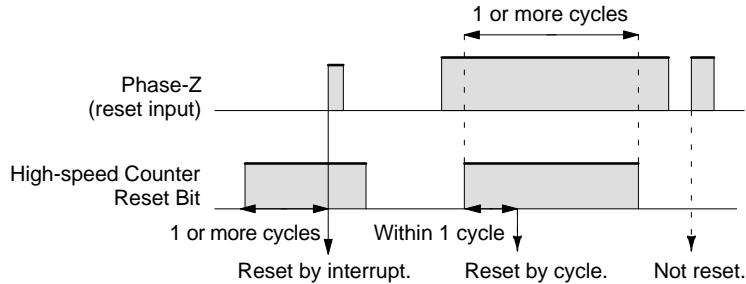 1 or more cycles
Phase-Z
(reset input)
High-speed Counter
Reset Bit
1 or more cycles
Within 1 cycle
Reset by interrupt.
Reset by cycle.
Not reset.